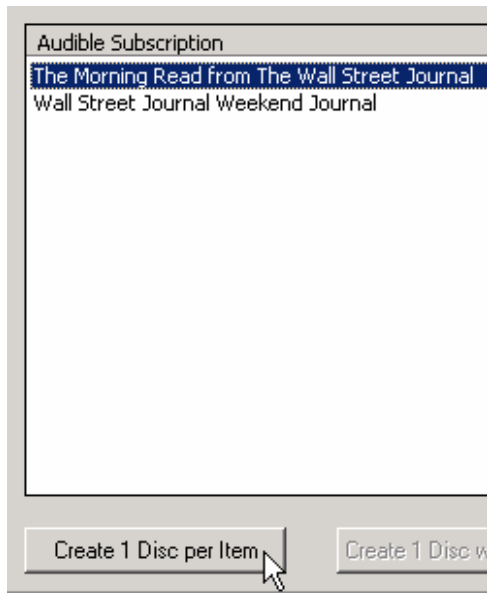 Audible Subscription
The Morning Read from The Wall Street Journal
Wall Street Journal Weekend Journal
Create 1 Disc per Item
Create 1 Disc